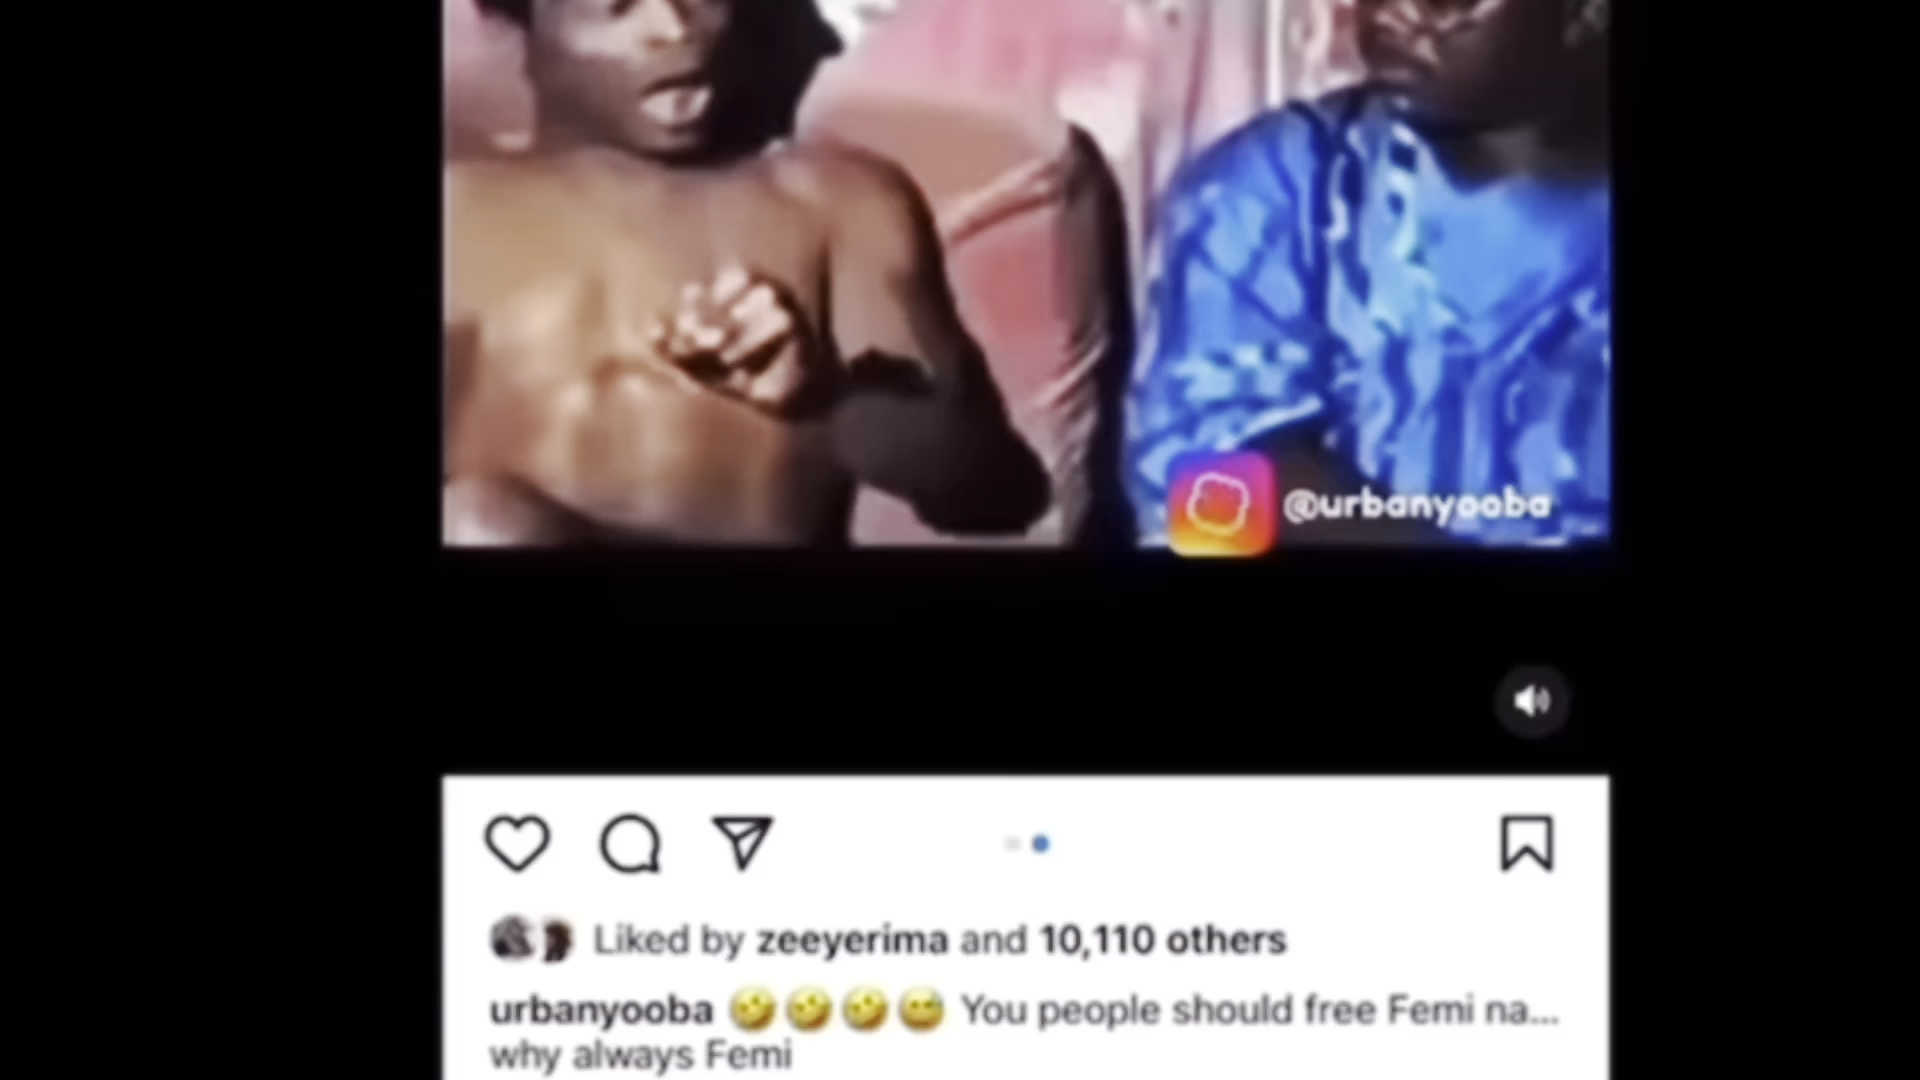 @urbanyooba
Liked by zeeyerima and 10,110 others
urbanyooba 🤣🤣🤣😅 You people should free Femi na...
why always Femi